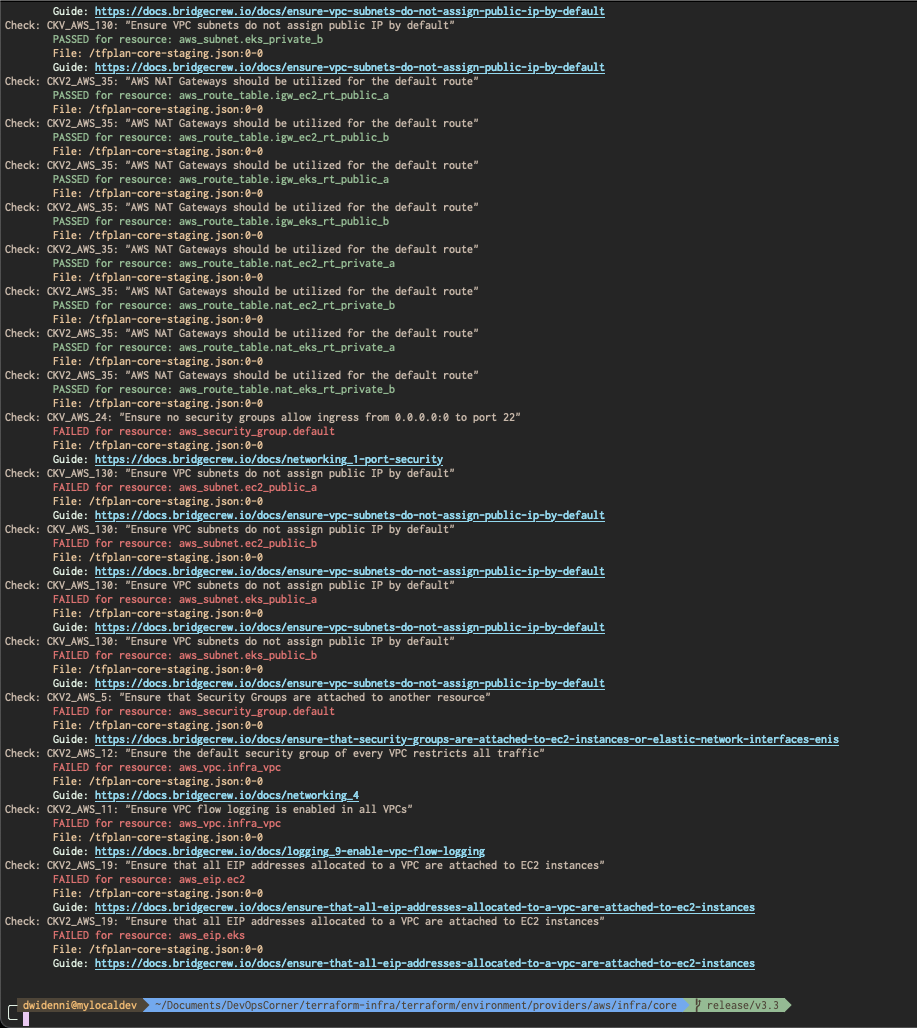 Guide: https://docs.bridgecrew.io/docs/ensure-vpc-subnets-do-not-assign-public-ip-by-default
Check: CKV_AWS_130: "Ensure VPC subnets do not assign public IP by default"
PASSED for resource: aws_subnet.eks_private_b
File: /tfplan-core-staging.json:0-0
Guide: https://docs.bridgecrew.io/docs/ensure-vpc-subnets-do-not-assign-public-ip-by-default
Check: CKV2_AWS_35: "AWS NAT Gateways should be utilized for the default route"
PASSED for resource: aws_route_table.igw_ec2_rt_public_a
File: /tfplan-core-staging.json:0-0
Check: CKV2_AWS_35: "AWS NAT Gateways should be utilized for the default route"
PASSED for resource: aws_route_table.igw_ec2_rt_public_b
File: /tfplan-core-staging.json:0-0
Check: CKV2_AWS_35: "AWS NAT Gateways should be utilized for the default route"
PASSED for resource: aws_route_table.igw_eks_rt_public_a
File: /tfplan-core-staging.json:0-0
Check: CKV2_AWS_35: "AWS NAT Gateways should be utilized for the default route"
PASSED for resource: aws_route_table.igw_eks_rt_public_b
File: /tfplan-core-staging.json:0-0
Check: CKV2_AWS_35: "AWS NAT Gateways should be utilized for the default route"
PASSED for resource: aws_route_table.nat_ec2_rt_private_a
File: /tfplan-core-staging.json:0-0
Check: CKV2_AWS_35: "AWS NAT Gateways should be utilized for the default route"
PASSED for resource: aws_route_table.nat_ec2_rt_private_b
File: /tfplan-core-staging.json:0-0
Check: CKV2_AWS_35: "AWS NAT Gateways should be utilized for the default route"
PASSED for resource: aws_route_table.nat_eks_rt_private_a
File: /tfplan-core-staging.json:0-0
Check: CKV2_AWS_35: "AWS NAT Gateways should be utilized for the default route"
PASSED for resource: aws_route_table.nat_eks_rt_private_b
File: /tfplan-core-staging.json:0-0
Check: CKV_AWS_24: "Ensure no security groups allow ingress from 0.0.0.0:0 to port 22"
FAILED for resource: aws_security_group.default
File: /tfplan-core-staging.json:0-0
Guide: https://docs.bridgecrew.io/docs/networking_1-port-security
Check: CKV_AWS_130: "Ensure VPC subnets do not assign public IP by default"
FAILED for resource: aws_subnet.ec2_public_a
File: /tfplan-core-staging.json:0-0
Guide: https://docs.bridgecrew.io/docs/ensure-vpc-subnets-do-not-assign-public-ip-by-default
Check: CKV_AWS_130: "Ensure VPC subnets do not assign public IP by default"
FAILED for resource: aws_subnet.ec2_public_b
File: /tfplan-core-staging.json:0-0
Guide: https://docs.bridgecrew.io/docs/ensure-vpc-subnets-do-not-assign-public-ip-by-default
Check: CKV_AWS_130: "Ensure VPC subnets do not assign public IP by default"
FAILED for resource: aws_subnet.eks_public_a
File: /tfplan-core-staging.json:0-0
Guide: https://docs.bridgecrew.io/docs/ensure-vpc-subnets-do-not-assign-public-ip-by-default
Check: CKV_AWS_130: "Ensure VPC subnets do not assign public IP by default"
FAILED for resource: aws_subnet.eks_public_b
File: /tfplan-core-staging.json:0-0
Guide: https://docs.bridgecrew.io/docs/ensure-vpc-subnets-do-not-assign-public-ip-by-default
Check: CKV2_AWS_5: "Ensure that Security Groups are attached to another resource"
FAILED for resource: aws_security_group.default
File: /tfplan-core-staging.json:0-0
Guide: https://docs.bridgecrew.io/docs/ensure-that-security-groups-are-attached-to-ec2-instances-or-elastic-network-interfaces-enis
Check: CKV2_AWS_12: "Ensure the default security group of every VPC restricts all traffic"
FAILED for resource: aws_vpc.infra_vpc
File: /tfplan-core-staging.json:0-0
Guide: https://docs.bridgecrew.io/docs/networking_4
Check: CKV2_AWS_11: "Ensure VPC flow logging is enabled in all VPCs"
FAILED for resource: aws_vpc.infra_vpc
File: /tfplan-core-staging.json:0-0
Guide: https://docs.bridgecrew.io/docs/logging_9-enable-vpc-flow-logging
Check: CKV2_AWS_19: "Ensure that all EIP addresses allocated to a VPC are attached to EC2 instances"
FAILED for resource: aws_eip.ec2
File: /tfplan-core-staging.json:0-0
Guide: https://docs.bridgecrew.io/docs/ensure-that-all-eip-addresses-allocated-to-a-vpc-are-attached-to-ec2-instances
Check: CKV2_AWS_19: "Ensure that all EIP addresses allocated to a VPC are attached to EC2 instances"
FAILED for resource: aws_eip.eks
File: /tfplan-core-staging.json:0-0
Guide: https://docs.bridgecrew.io/docs/ensure-that-all-eip-addresses-allocated-to-a-vpc-are-attached-to-ec2-instances
dwidenni@mylocaldev ~/Documents/DevOpsCorner/terraform-infra/terraform/environment/providers/aws/infra/core release/v3.3